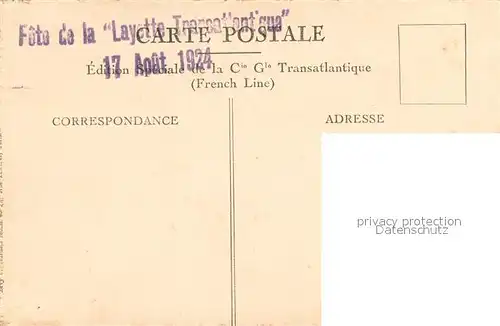 Fête de la "Layette Transatlantique"
17 Août 1924
CARTE POSTALE
Édition Spéciale de la Cie Gle Transatlantique
(French Line)
CORRESPONDANCE
ADRESSE
privacy protection
Datenschutz